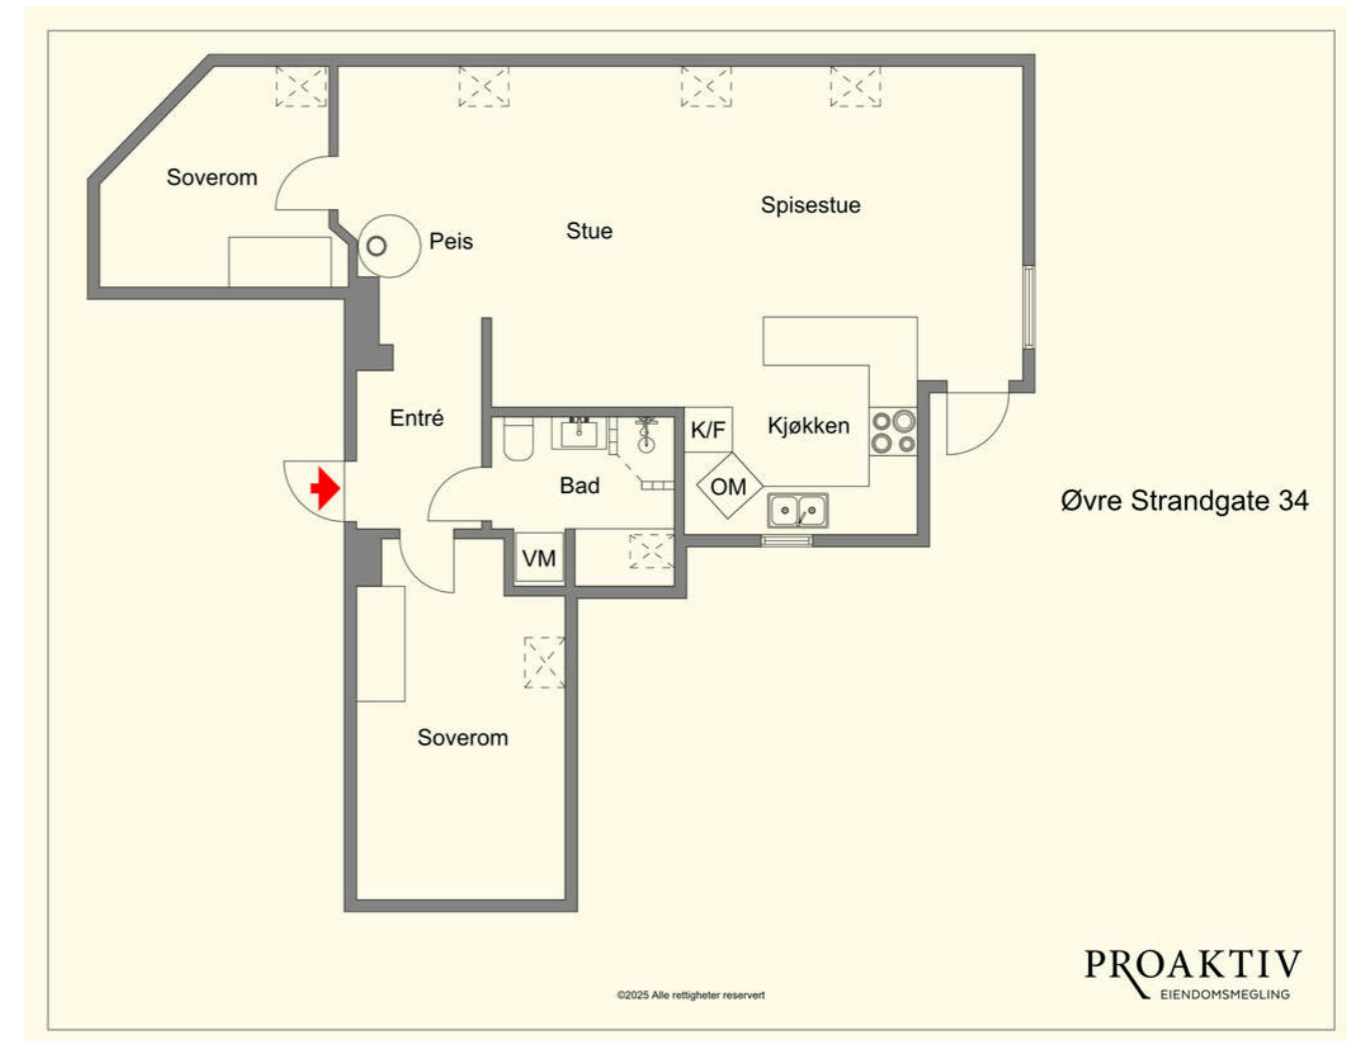 Soverom
Spisestue
Stue
Peis
Entré
K/F
Kjøkken
Bad
OM
Øvre Strandgate 34
VM
Soverom
PROAKTIV
EIENDOMSMEGLING
©2025 Alle rettigheter reservert